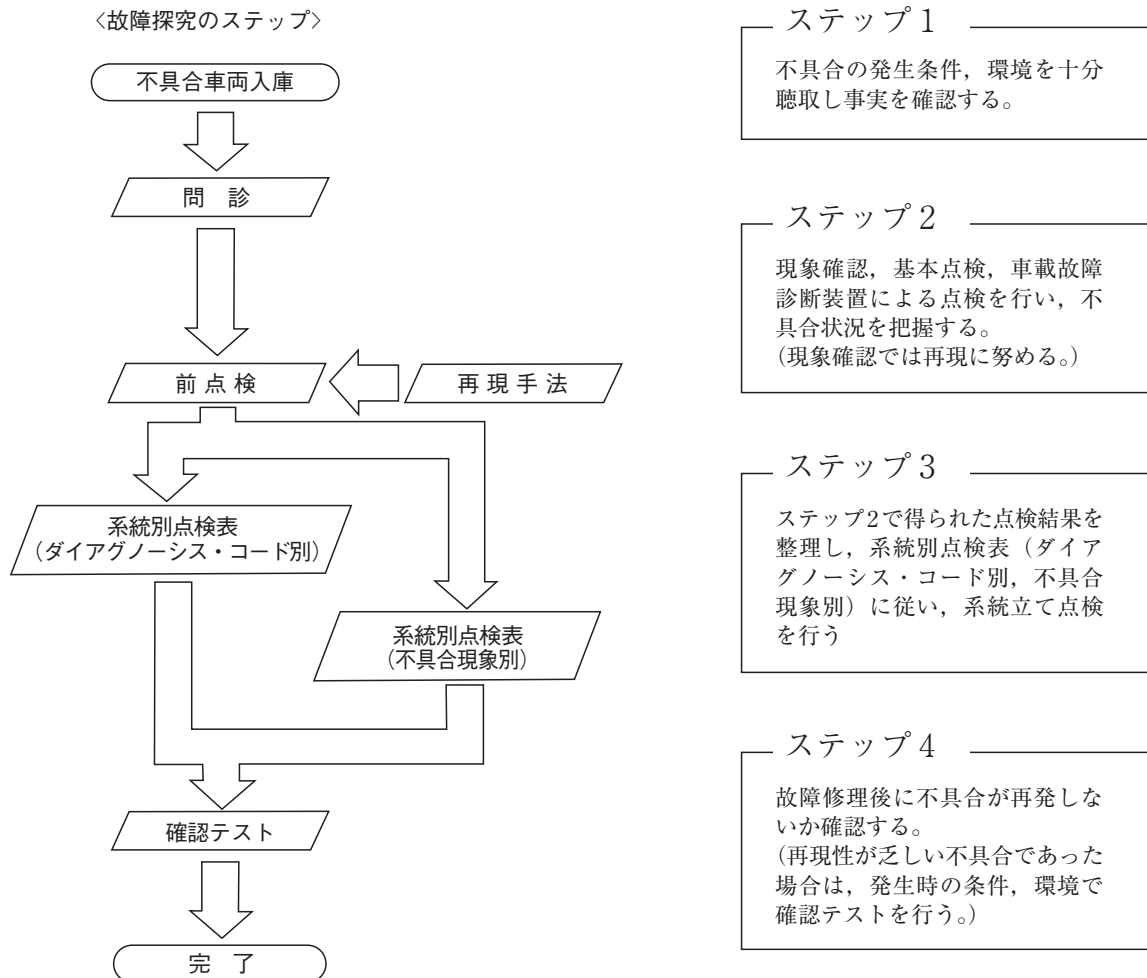 〈故障探究のステップ〉
不具合車両入庫
問　診
前 点 検
再 現 手 法
系統別点検表
（ダイアグノーシス・コード別）
系統別点検表
（不具合現象別）
確認テスト
完　了
ステップ１
不具合の発生条件，環境を十分
聴取し事実を確認する。
ステップ２
現象確認，基本点検，車載故障
診断装置による点検を行い，不
具合状況を把握する。
（現象確認では再現に努める。）
ステップ３
ステップ2で得られた点検結果を
整理し，系統別点検表（ダイア
グノーシス・コード別，不具合
現象別）に従い，系統立て点検
を行う
ステップ４
故障修理後に不具合が再発しな
いか確認する。
（再現性が乏しい不具合であった
場合は，発生時の条件，環境で
確認テストを行う。）